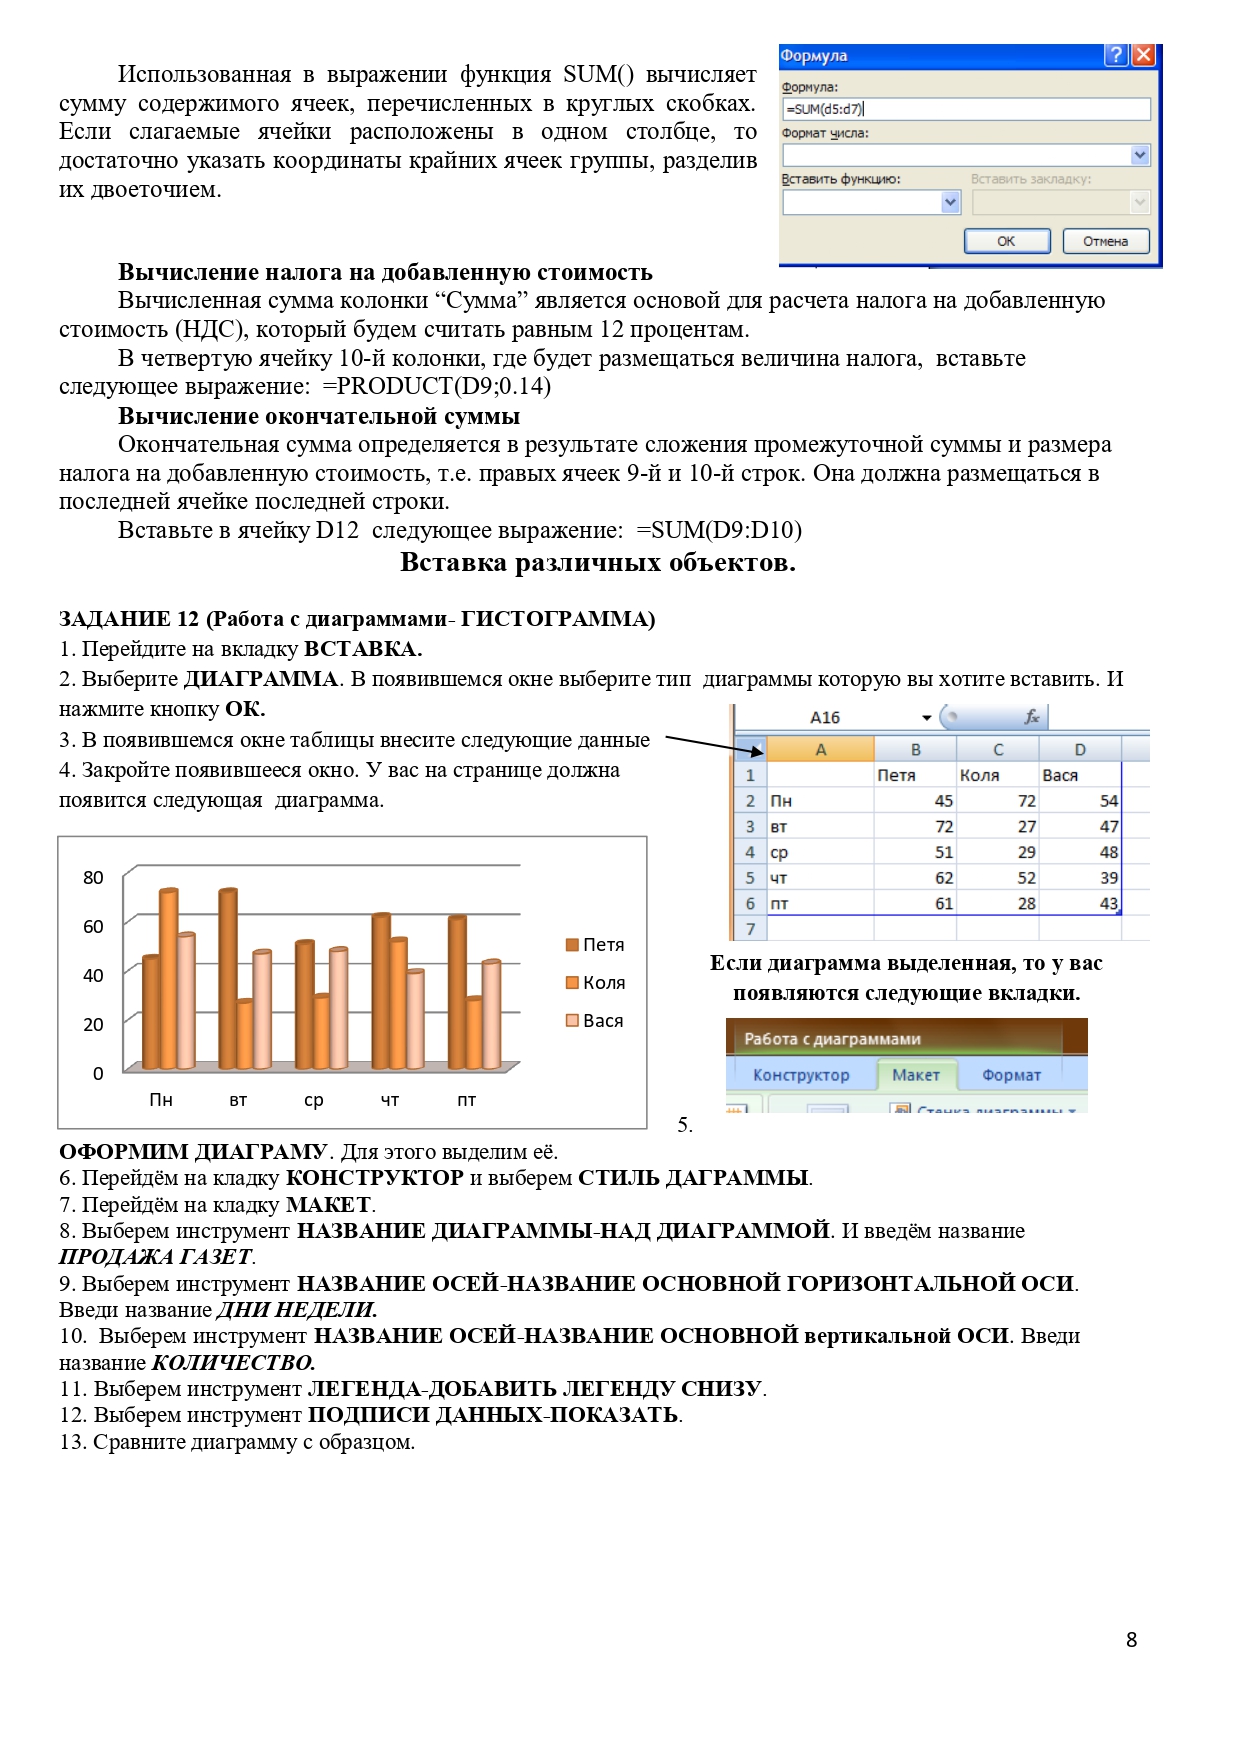 Использованная в выражении функция SUM() вычисляет
сумму содержимого ячеек, перечисленных в круглых скобках.
Если слагаемые ячейки расположены в одном столбце, то
достаточно указать координаты крайних ячеек группы, разделив
их двоеточием.
Формула
Формула:
=SUM(d5:d7)
Формат числа:
Вставить функцию: Вставить закладку:
ОК Отмена
Вычисление налога на добавленную стоимость
Вычисленная сумма колонки “Сумма” является основой для расчета налога на добавленную
стоимость (НДС), который будем считать равным 12 процентам.
В четвертую ячейку 10-й колонки, где будет размещаться величина налога, вставьте
следующее выражение: =PRODUCT(D9;0.14)
Вычисление окончательной суммы
Окончательная сумма определяется в результате сложения промежуточной суммы и размера
налога на добавленную стоимость, т.е. правых ячеек 9-й и 10-й строк. Она должна размещаться в
последней ячейке последней строки.
Вставьте в ячейку D12 следующее выражение: =SUM(D9:D10)
Вставка различных объектов.
ЗАДАНИЕ 12 (Работа с диаграммами- ГИСТОГРАММА)
1. Перейдите на вкладку ВСТАВКА.
2. Выберите ДИАГРАММА. В появившемся окне выберите тип диаграммы которую вы хотите вставить. И
нажмите кнопку ОК.
3. В появившемся окне таблицы внесите следующие данные
4. Закройте появившееся окно. У вас на странице должна
появится следующая диаграмма.
A16 fx
A B C D
1 Петя Коля Вася
2 Пн 45 72 54
3 вт 72 27 47
4 ср 51 29 48
5 чт 62 52 39
6 пт 61 28 43
7
80
60
40
20
0
Пн вт ср чт пт
Петя
Коля
Вася
Если диаграмма выделенная, то у вас
появляются следующие вкладки.
Работа с диаграммами
Конструктор Макет Формат
Стенка диаграммы
5.
ОФОРМИМ ДИАГРАМУ. Для этого выделим её.
6. Перейдём на кладку КОНСТРУКТОР и выберем СТИЛЬ ДАГРАММЫ.
7. Перейдём на кладку МАКЕТ.
8. Выберем инструмент НАЗВАНИЕ ДИАГРАММЫ-НАД ДИАГРАММОЙ. И введём название
ПРОДАЖА ГАЗЕТ.
9. Выберем инструмент НАЗВАНИЕ ОСЕЙ-НАЗВАНИЕ ОСНОВНОЙ ГОРИЗОНТАЛЬНОЙ ОСИ.
Введи название ДНИ НЕДЕЛИ.
10. Выберем инструмент НАЗВАНИЕ ОСЕЙ-НАЗВАНИЕ ОСНОВНОЙ вертикальной ОСИ. Введи
название КОЛИЧЕСТВО.
11. Выберем инструмент ЛЕГЕНДА-ДОБАВИТЬ ЛЕГЕНДУ СНИЗУ.
12. Выберем инструмент ПОДПИСИ ДАННЫХ-ПОКАЗАТЬ.
13. Сравните диаграмму с образцом.
8